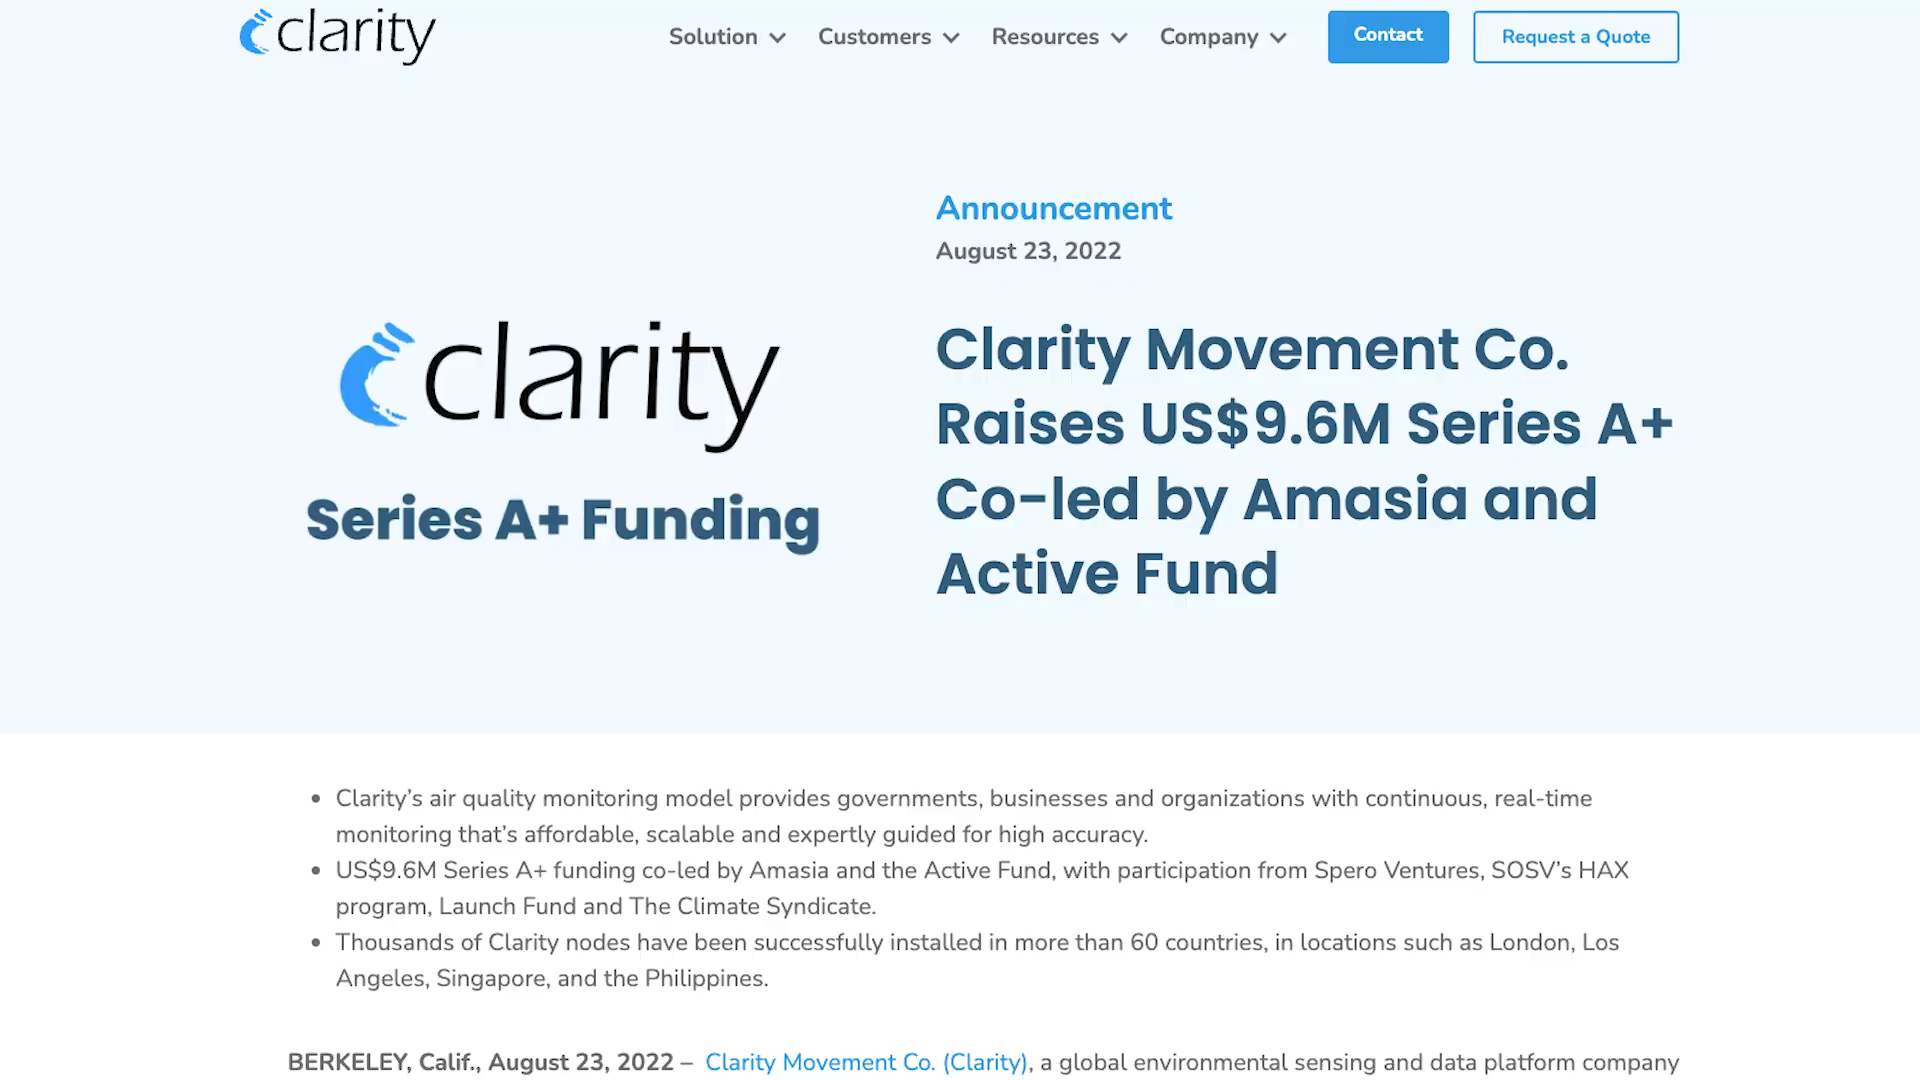 clarity
Solution
Customers
Resources
Company
Contact
Request a Quote
Announcement
August 23, 2022
clarity
Series A+ Funding
Clarity Movement Co.
Raises US$9.6M Series A+
Co-led by Amasia and
Active Fund
• Clarity’s air quality monitoring model provides governments, businesses and organizations with continuous, real-time
monitoring that’s affordable, scalable and expertly guided for high accuracy.
• US$9.6M Series A+ funding co-led by Amasia and the Active Fund, with participation from Spero Ventures, SOSV’s HAX
program, Launch Fund and The Climate Syndicate.
• Thousands of Clarity nodes have been successfully installed in more than 60 countries, in locations such as London, Los
Angeles, Singapore, and the Philippines.
BERKELEY, Calif., August 23, 2022 – Clarity Movement Co. (Clarity), a global environmental sensing and data platform company